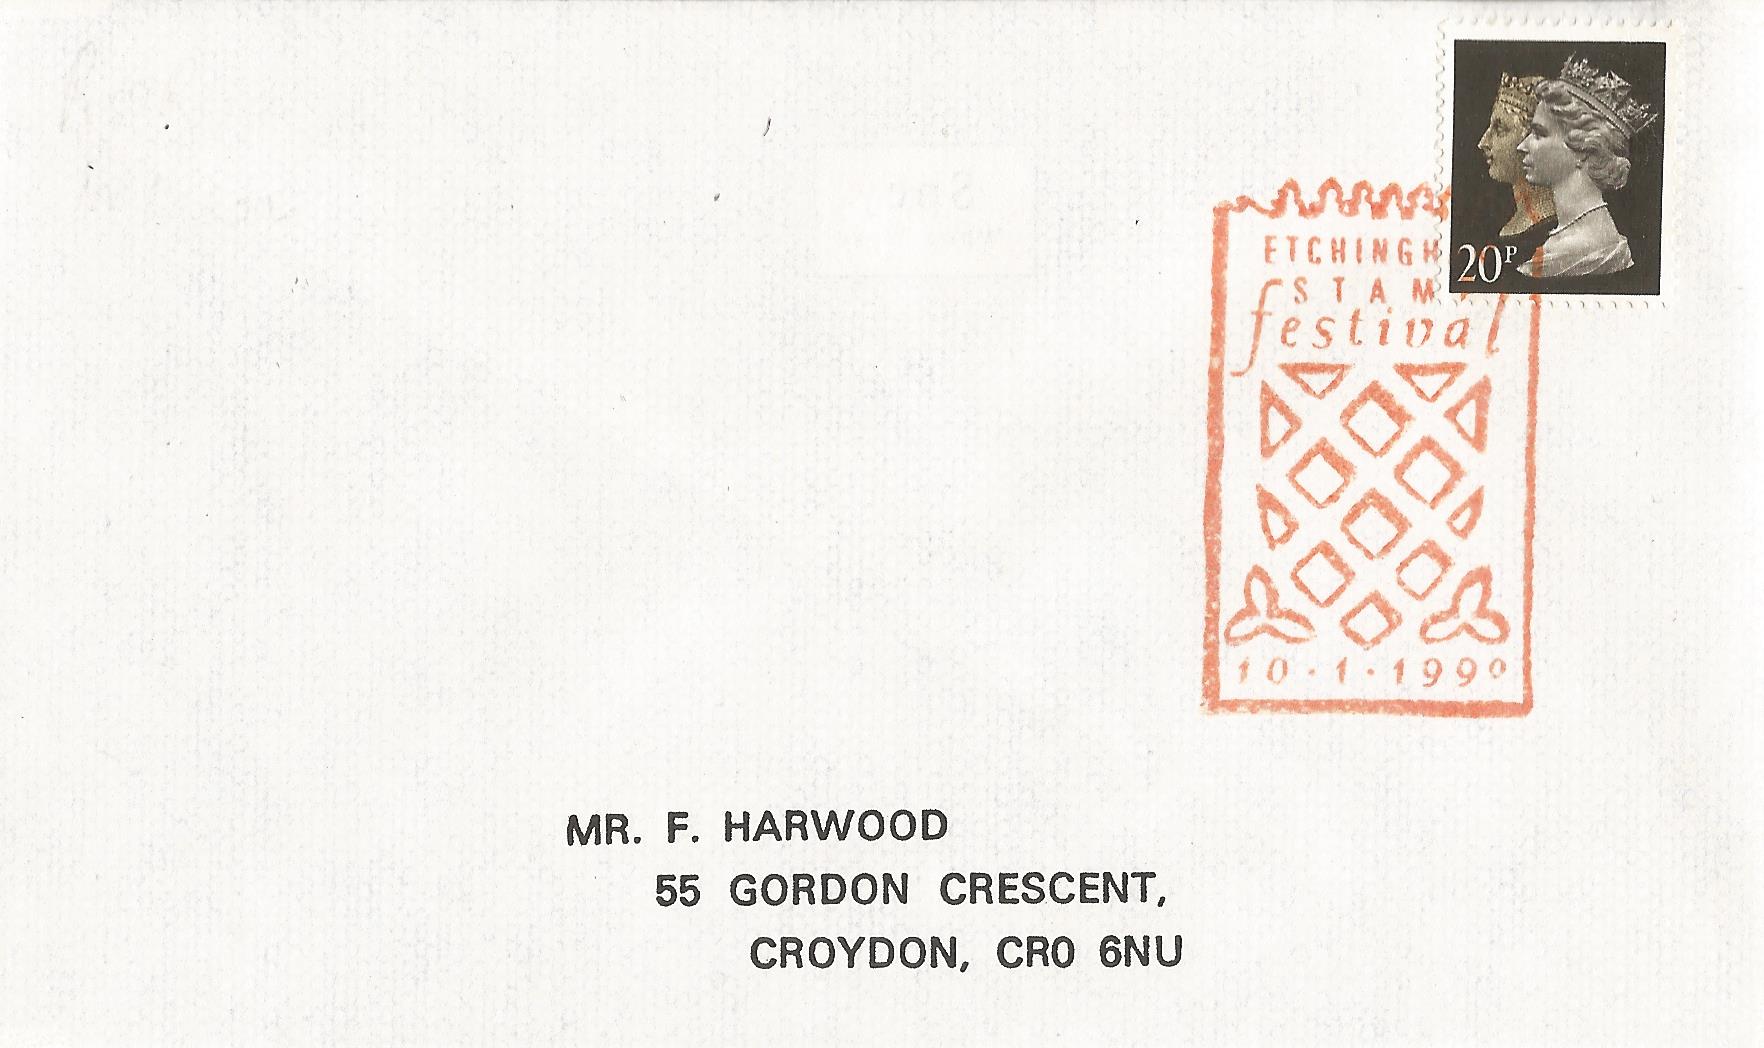 20P
ETCHINGH
STAM
festival
10·1·1990
MR. F. HARWOOD
55 GORDON CRESCENT,
CROYDON, CR0 6NU